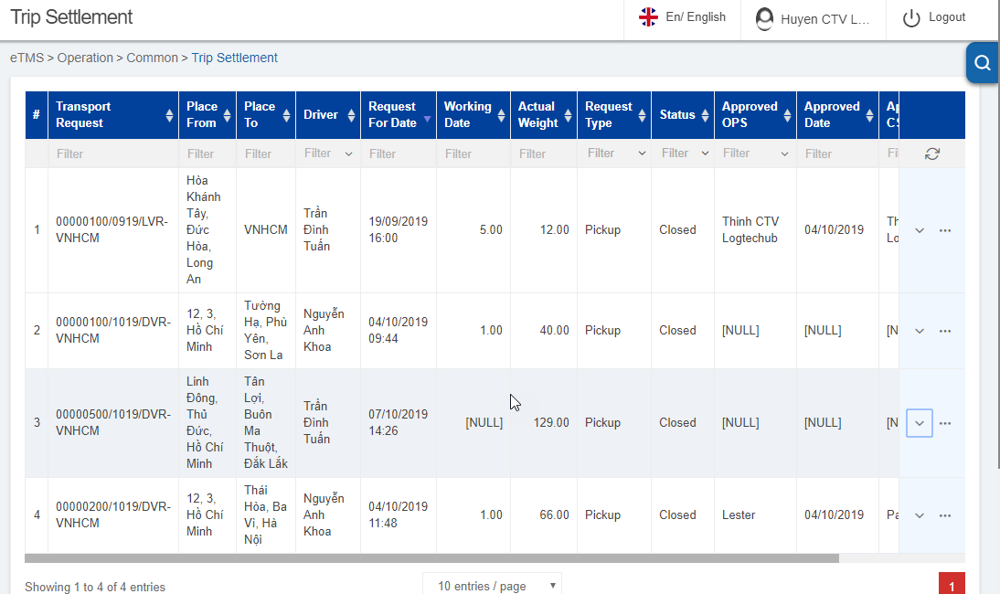 Trip Settlement
En/ English
Huyen CTV L...
Logout
eTMS > Operation > Common > Trip Settlement
#
Transport
Request
Place
From
Place
To
Driver
Request
For Date
Working
Date
Actual
Weight
Request
Type
Status
Approved
OPS
Approved
Date
Filter
Filter
Filter
Filter
Filter
Filter
Filter
Filter
Filter
Filter
Filter
1
00000100/0919/LVR-
VNHCM
Hòa
Khánh
Tây,
Đức
Hòa,
Long
An
VNHCM
Trần
Đình
Tuấn
19/09/2019
16:00
5.00
12.00
Pickup
Closed
Thinh CTV
Logtechub
04/10/2019
2
00000100/1019/DVR-
VNHCM
12, 3,
Hồ Chí
Minh
Tường
Hạ, Phù
Yên,
Sơn La
Nguyễn
Anh
Khoa
04/10/2019
09:44
1.00
40.00
Pickup
Closed
[NULL]
[NULL]
3
00000500/1019/DVR-
VNHCM
Linh
Đông,
Thủ
Đức,
Hồ Chí
Minh
Tân
Lợi,
Buôn
Ma
Thuột,
Đắk Lắk
Trần
Đình
Tuấn
07/10/2019
14:26
[NULL]
129.00
Pickup
Closed
[NULL]
[NULL]
4
00000200/1019/DVR-
VNHCM
12, 3,
Hồ Chí
Minh
Thái
Hòa, Ba
Vì, Hà
Nội
Nguyễn
Anh
Khoa
04/10/2019
11:48
1.00
66.00
Pickup
Closed
Lester
04/10/2019
Showing 1 to 4 of 4 entries
10 entries / page
1